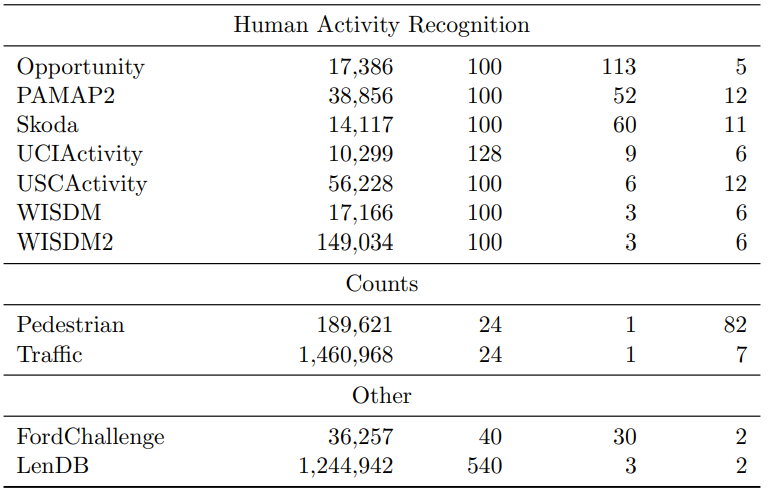 Human Activity Recognition
Opportunity 17,386 100 113 5
PAMAP2 38,856 100 52 12
Skoda 14,117 100 60 11
UCIActivity 10,299 128 9 6
USCActivity 56,228 100 6 12
WISDM 17,166 100 3 6
WISDM2 149,034 100 3 6
Counts
Pedestrian 189,621 24 1 82
Traffic 1,460,968 24 1 7
Other
FordChallenge 36,257 40 30 2
LenDB 1,244,942 540 3 2